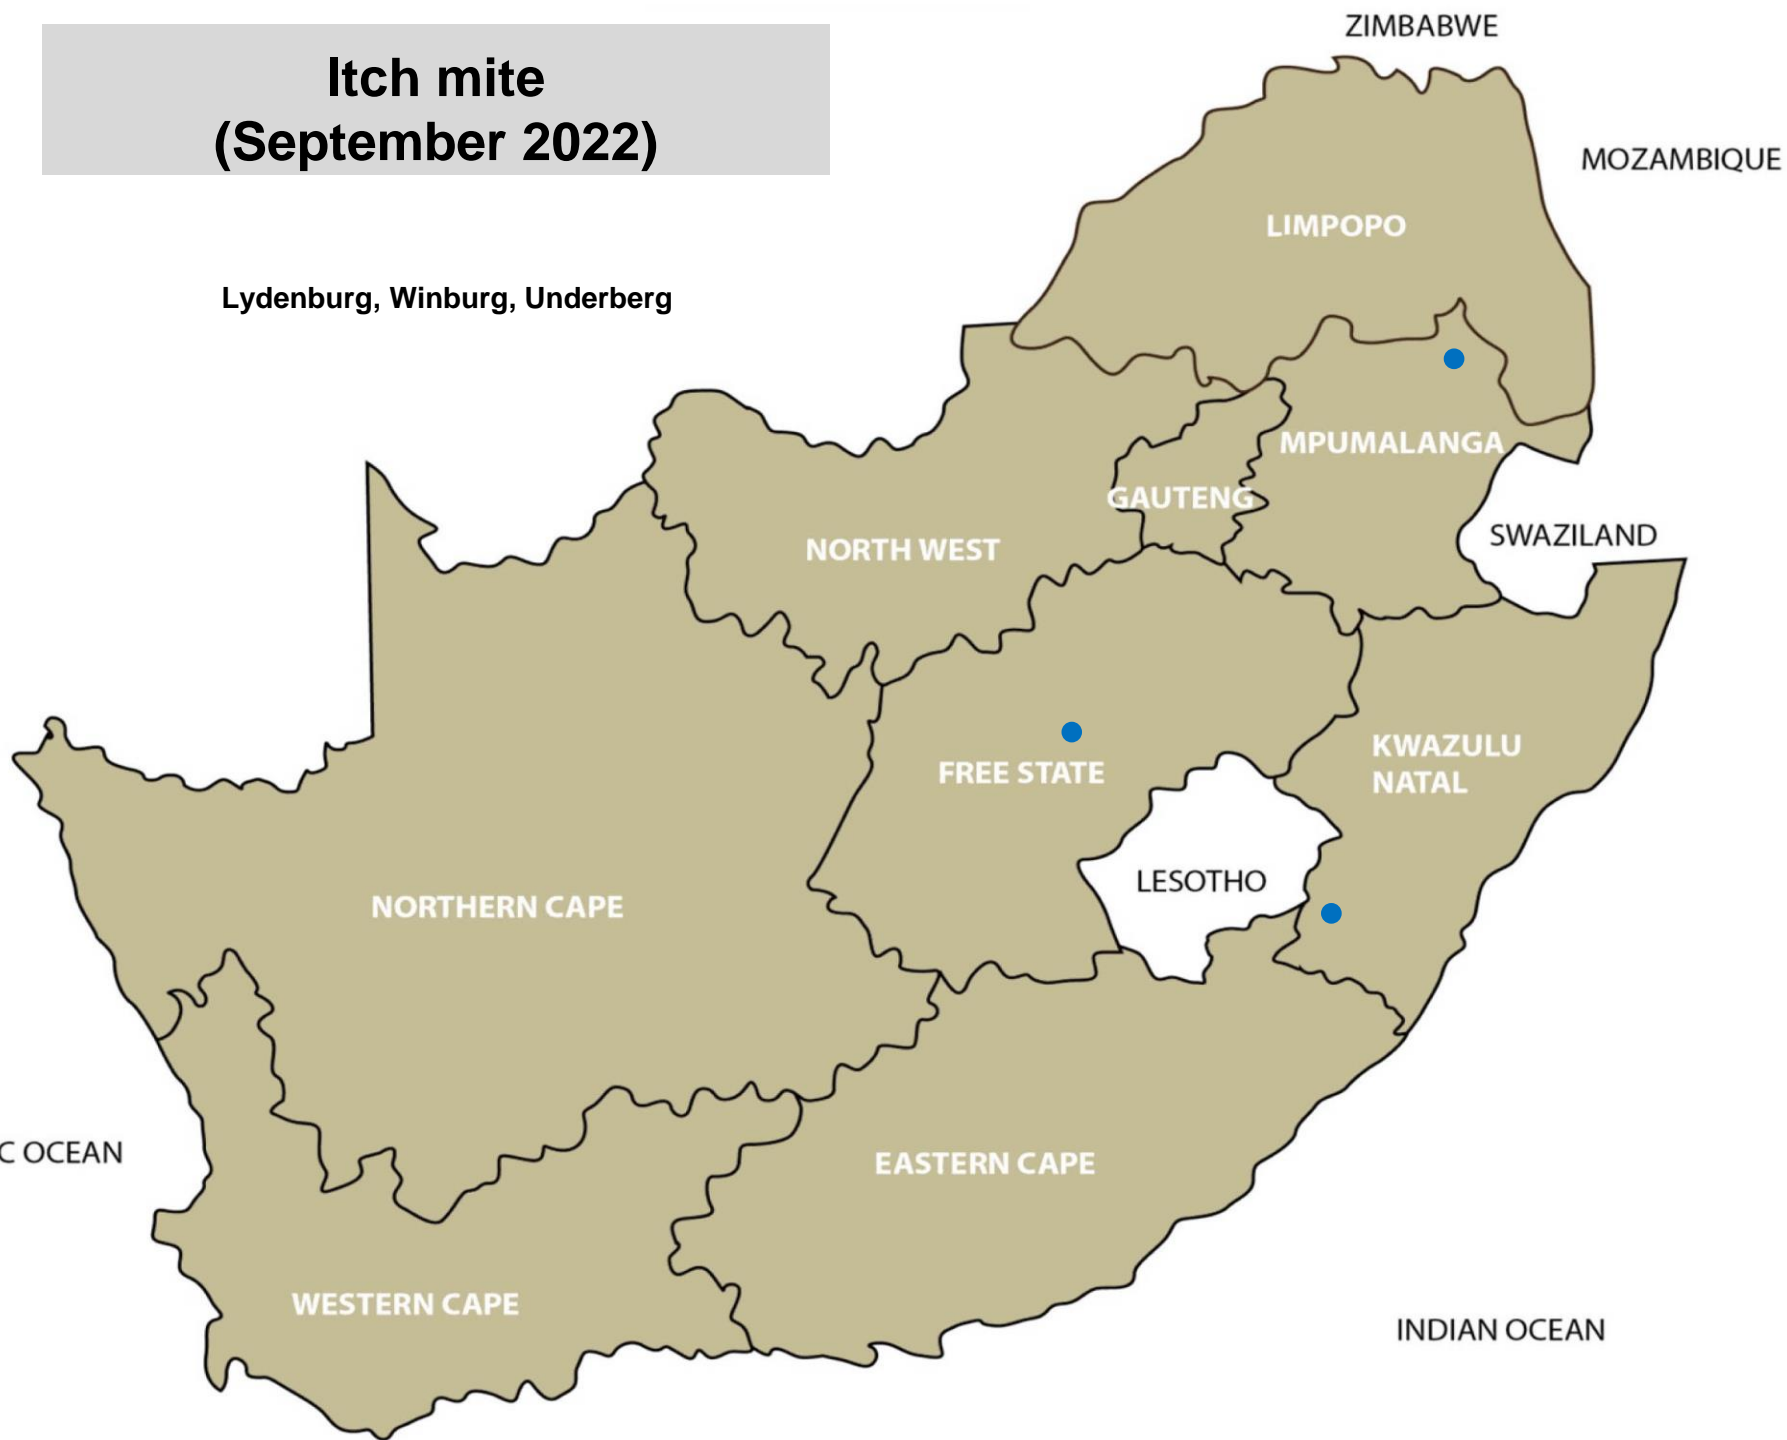 Itch mite
(September 2022)
Lydenburg, Winburg, Underberg
ZIMBABWE
MOZAMBIQUE
LIMPOPO
MPUMALANGA
GAUTENG
NORTH WEST
SWAZILAND
KWAZULU
NATAL
FREE STATE
LESOTHO
NORTHERN CAPE
C OCEAN
EASTERN CAPE
WESTERN CAPE
INDIAN OCEAN